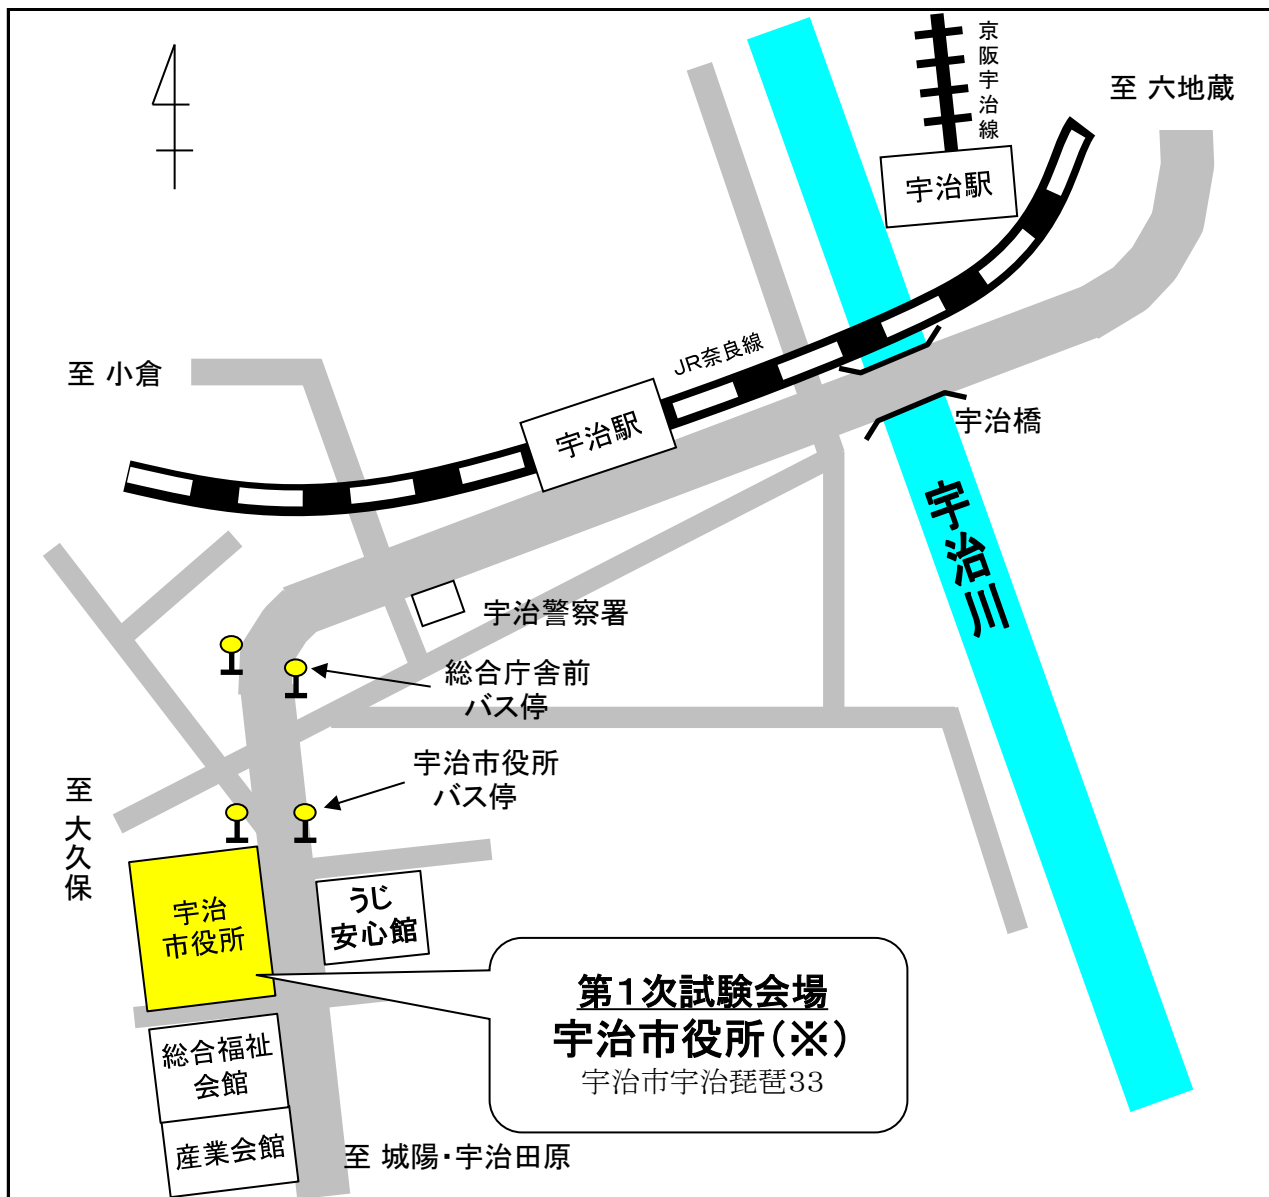 京阪宇治線
至 六地蔵
宇治駅
JR奈良線
至 小倉
宇治駅
宇治橋
宇治川
宇治警察署
総合庁舎前
バス停
宇治市役所
バス停
至 大久保
宇治
市役所
うじ
安心館
第1次試験会場
宇治市役所(※)
宇治市宇治琵琶33
総合福祉
会館
産業会館
至 城陽・宇治田原